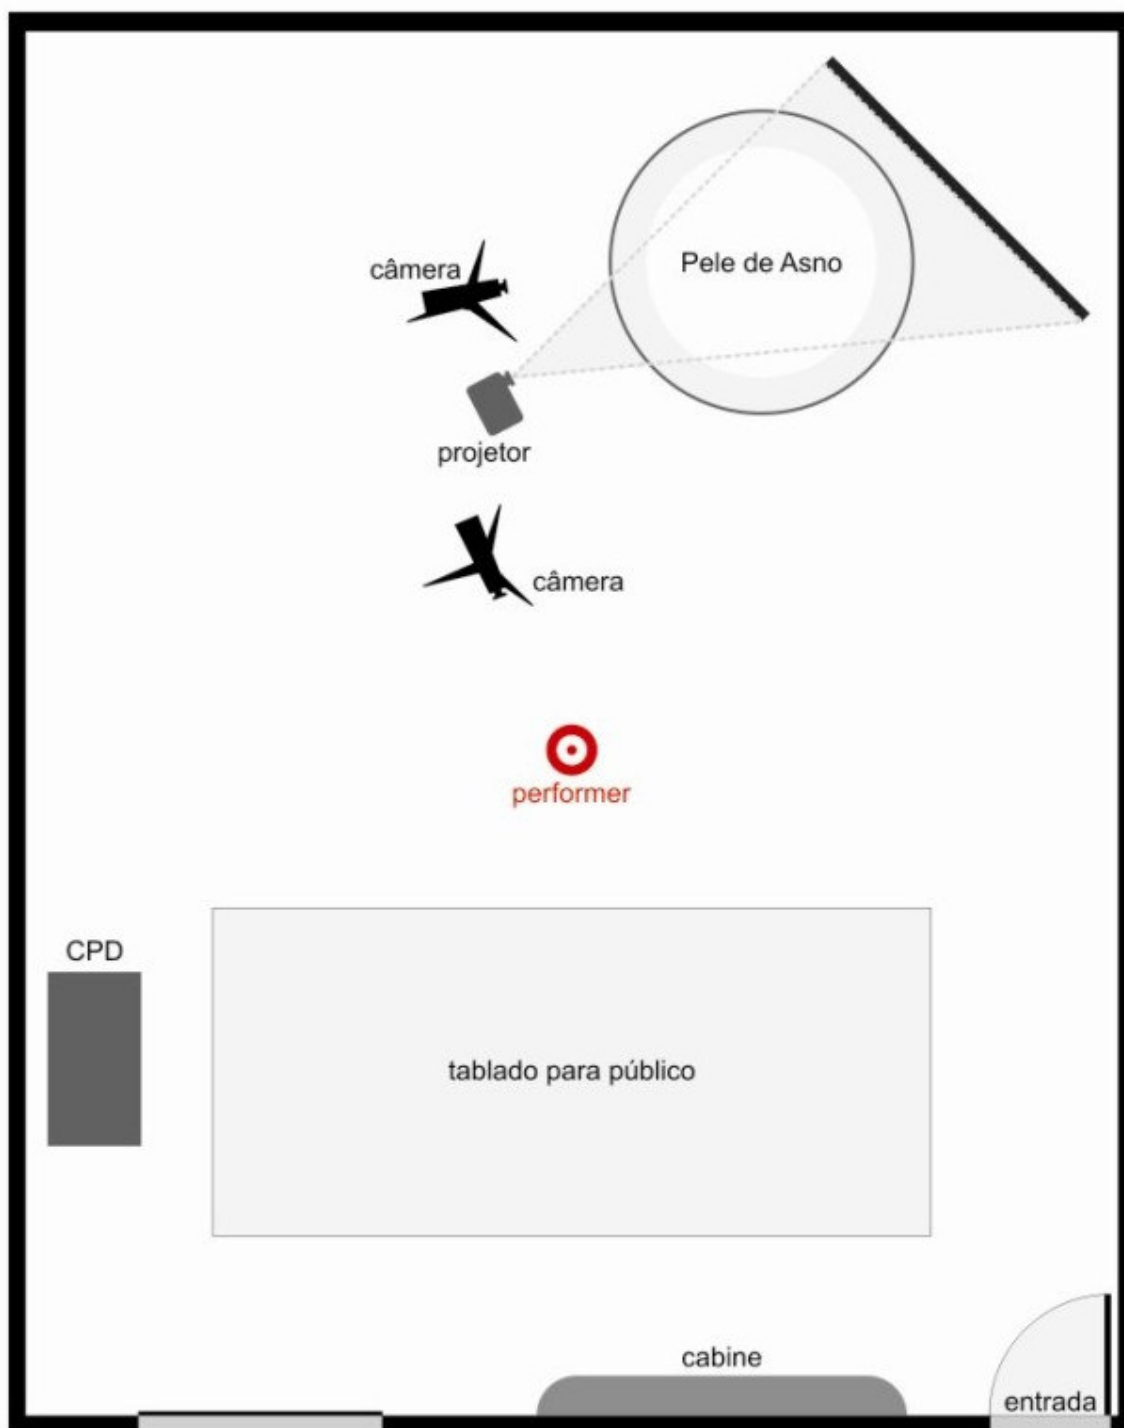 câmera
Pele de Asno
projetor
câmera
performer
CPD
tablado para público
cabine
entrada